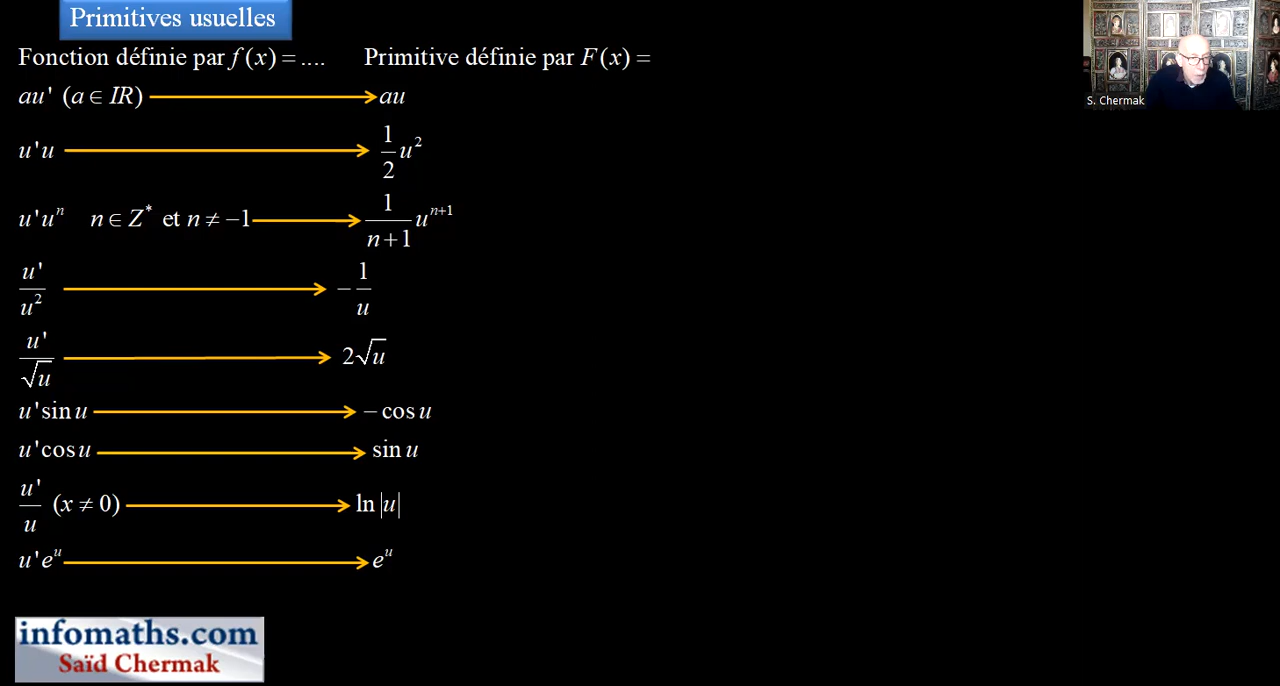 Primitives usuelles
Fonction définie par f(x) = .... Primitive définie par F(x) =
S. Chermak
au' (a ∈ IR) → au
u'u → 1/2 u²
u'uⁿ n ∈ Z* et n ≠ −1 → 1/(n+1) uⁿ⁺¹
u'/u² → −1/u
u'/√u → 2√u
u'sin u → − cos u
u'cos u → sin u
u'/u (x ≠ 0) → ln |u|
u'eᵘ → eᵘ
infomaths.com
Saïd Chermak